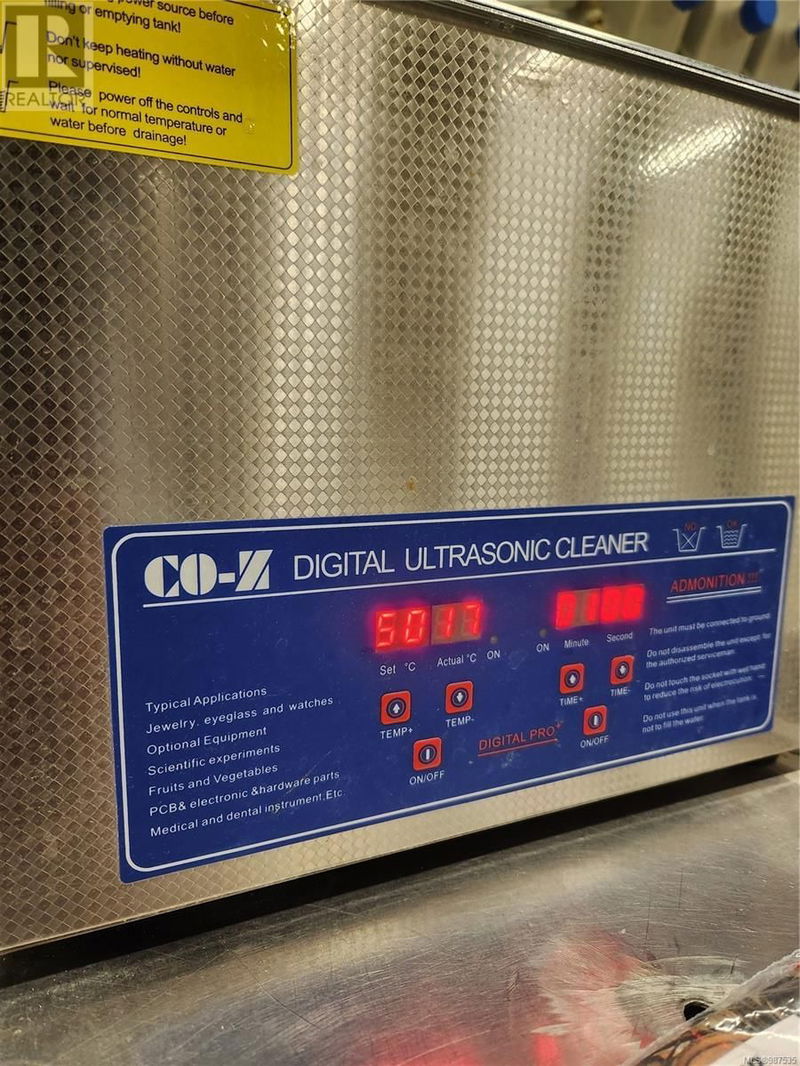 power source before
filling or emptying tank!
Don't keep heating without water
nor supervised!
Please power off the controls and
wait for normal temperature or
water before drainage!
R
REALTOR
CO-Z DIGITAL ULTRASONIC CLEANER
NO OK
ADMONITION !!!
50 17
Set °C Actual °C ON
ON Minute Second
The unit must be connected to ground
Do not disassemble the unit except for
the authorized serviceman.
Do not touch the socket with wet hand
to reduce the risk of electrocution.
Do not use this unit when the tank is
not to fill the water.
TEMP+ TEMP-
TIME+ TIME-
ON/OFF
DIGITAL PRO+
ON/OFF
Typical Applications
Jewelry. eyeglass and watches
Optional Equipment
Scientific experiments
Fruits and Vegetables
PCB& electronic &hardware parts
Medical and dental instrument.Etc.
MLS®987535